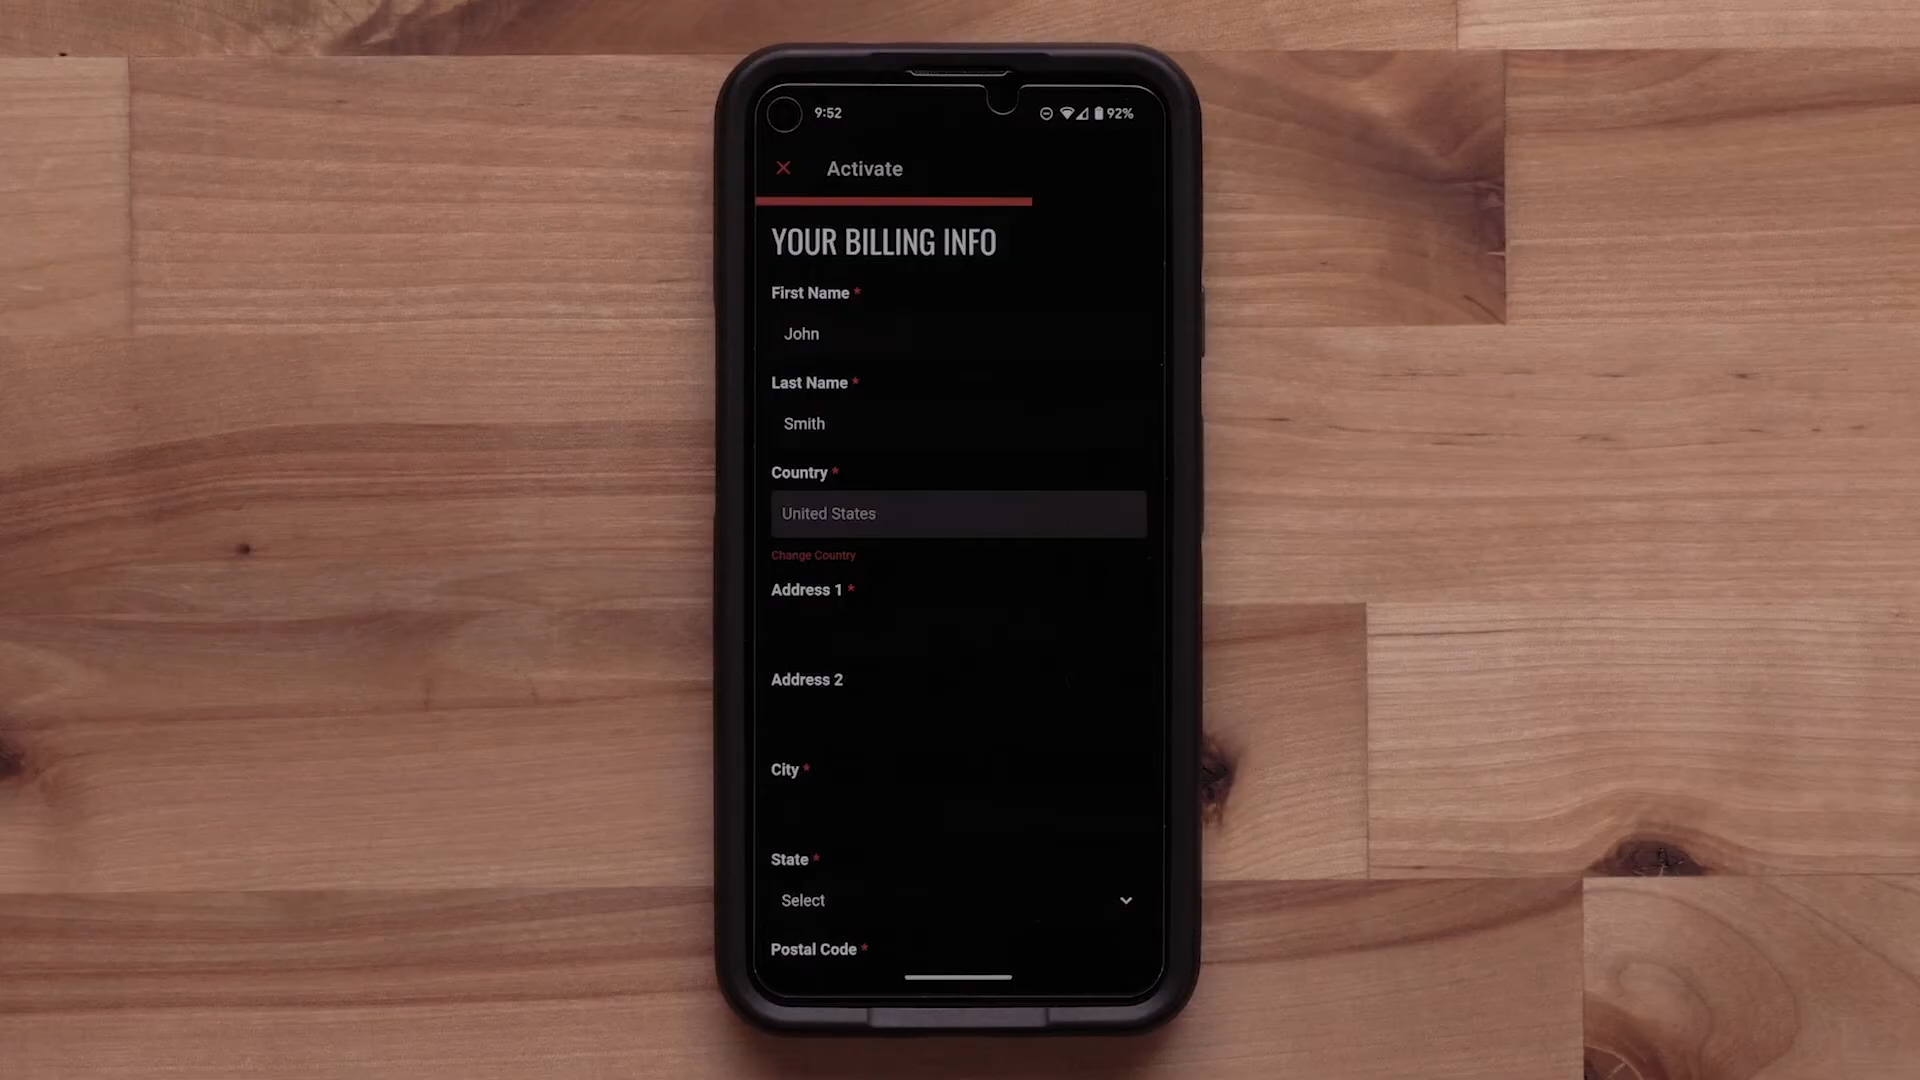 9:52
92%
Activate
YOUR BILLING INFO
First Name *
John
Last Name *
Smith
Country *
United States
Change Country
Address 1 *
Address 2
City *
State *
Select
Postal Code *